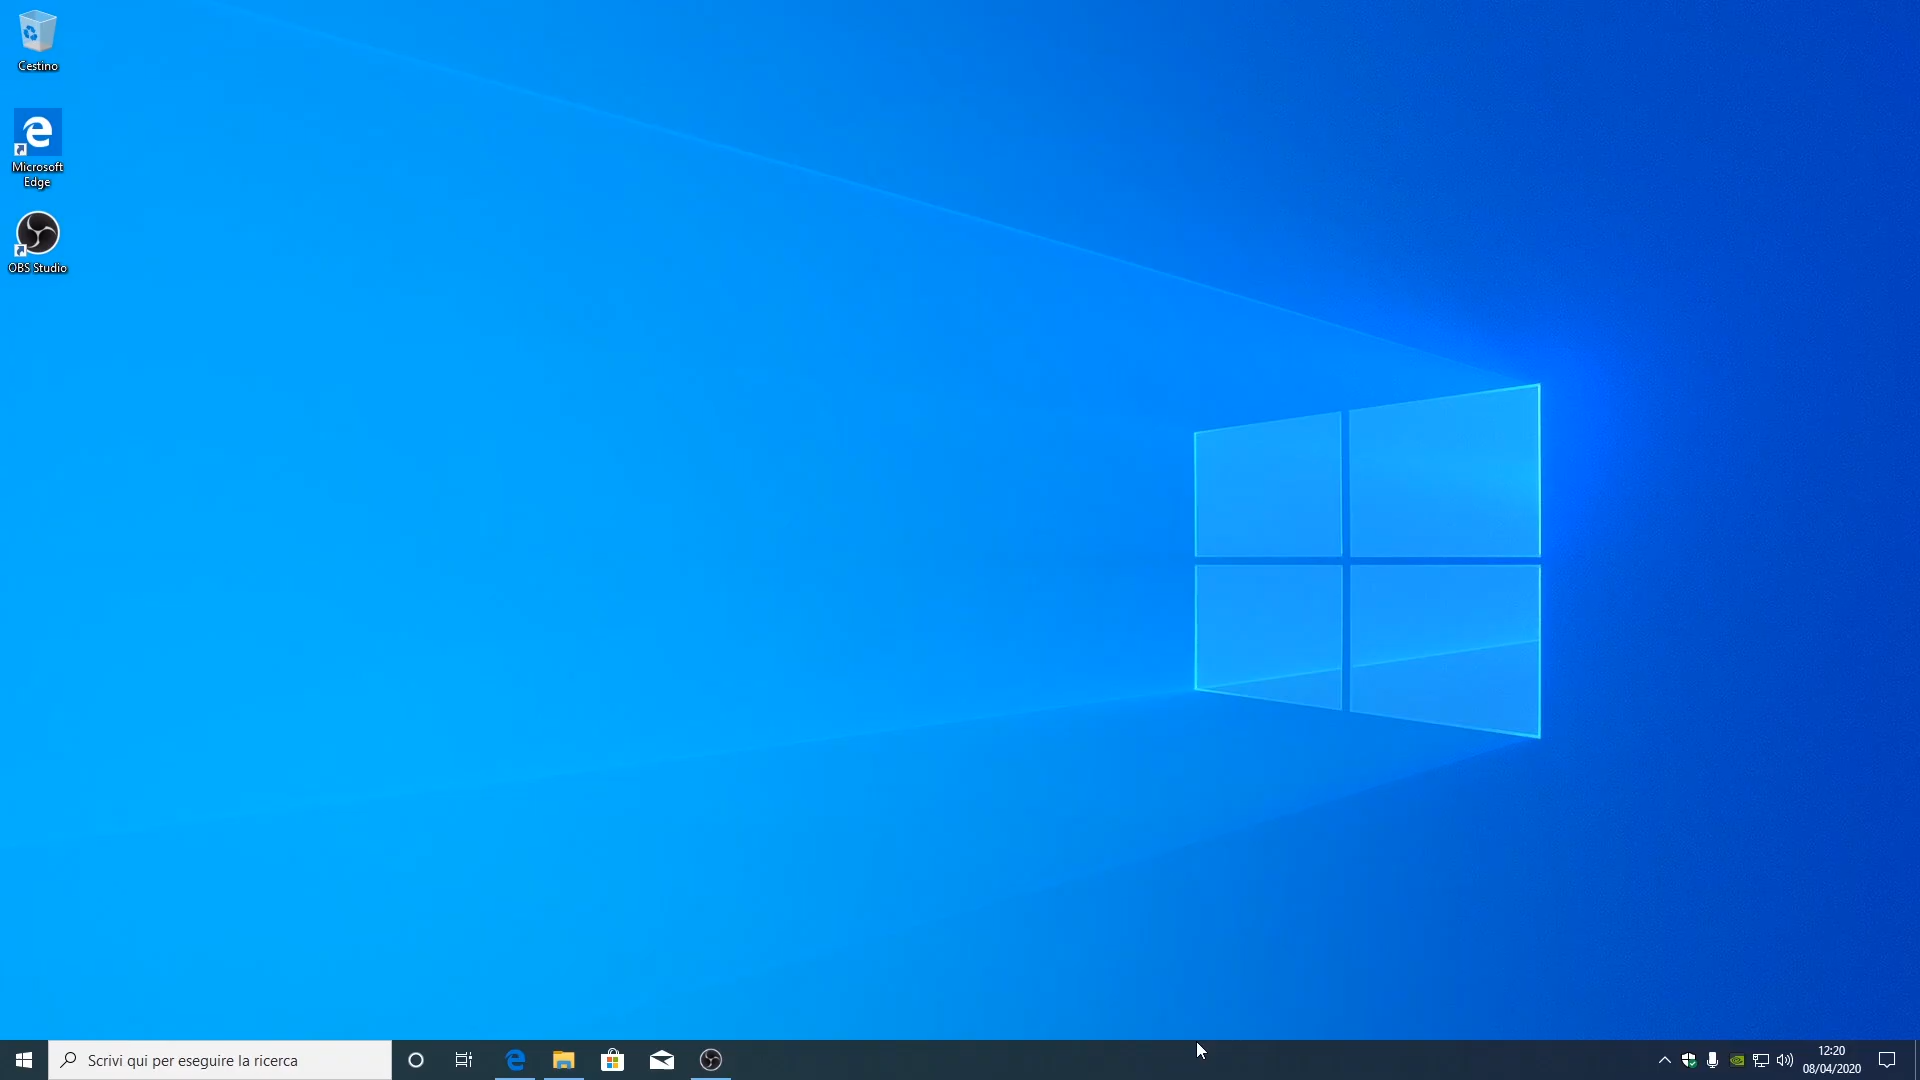 Cestino
Microsoft
Edge
OBS Studio
Scrivi qui per eseguire la ricerca
12:20
08/04/2020